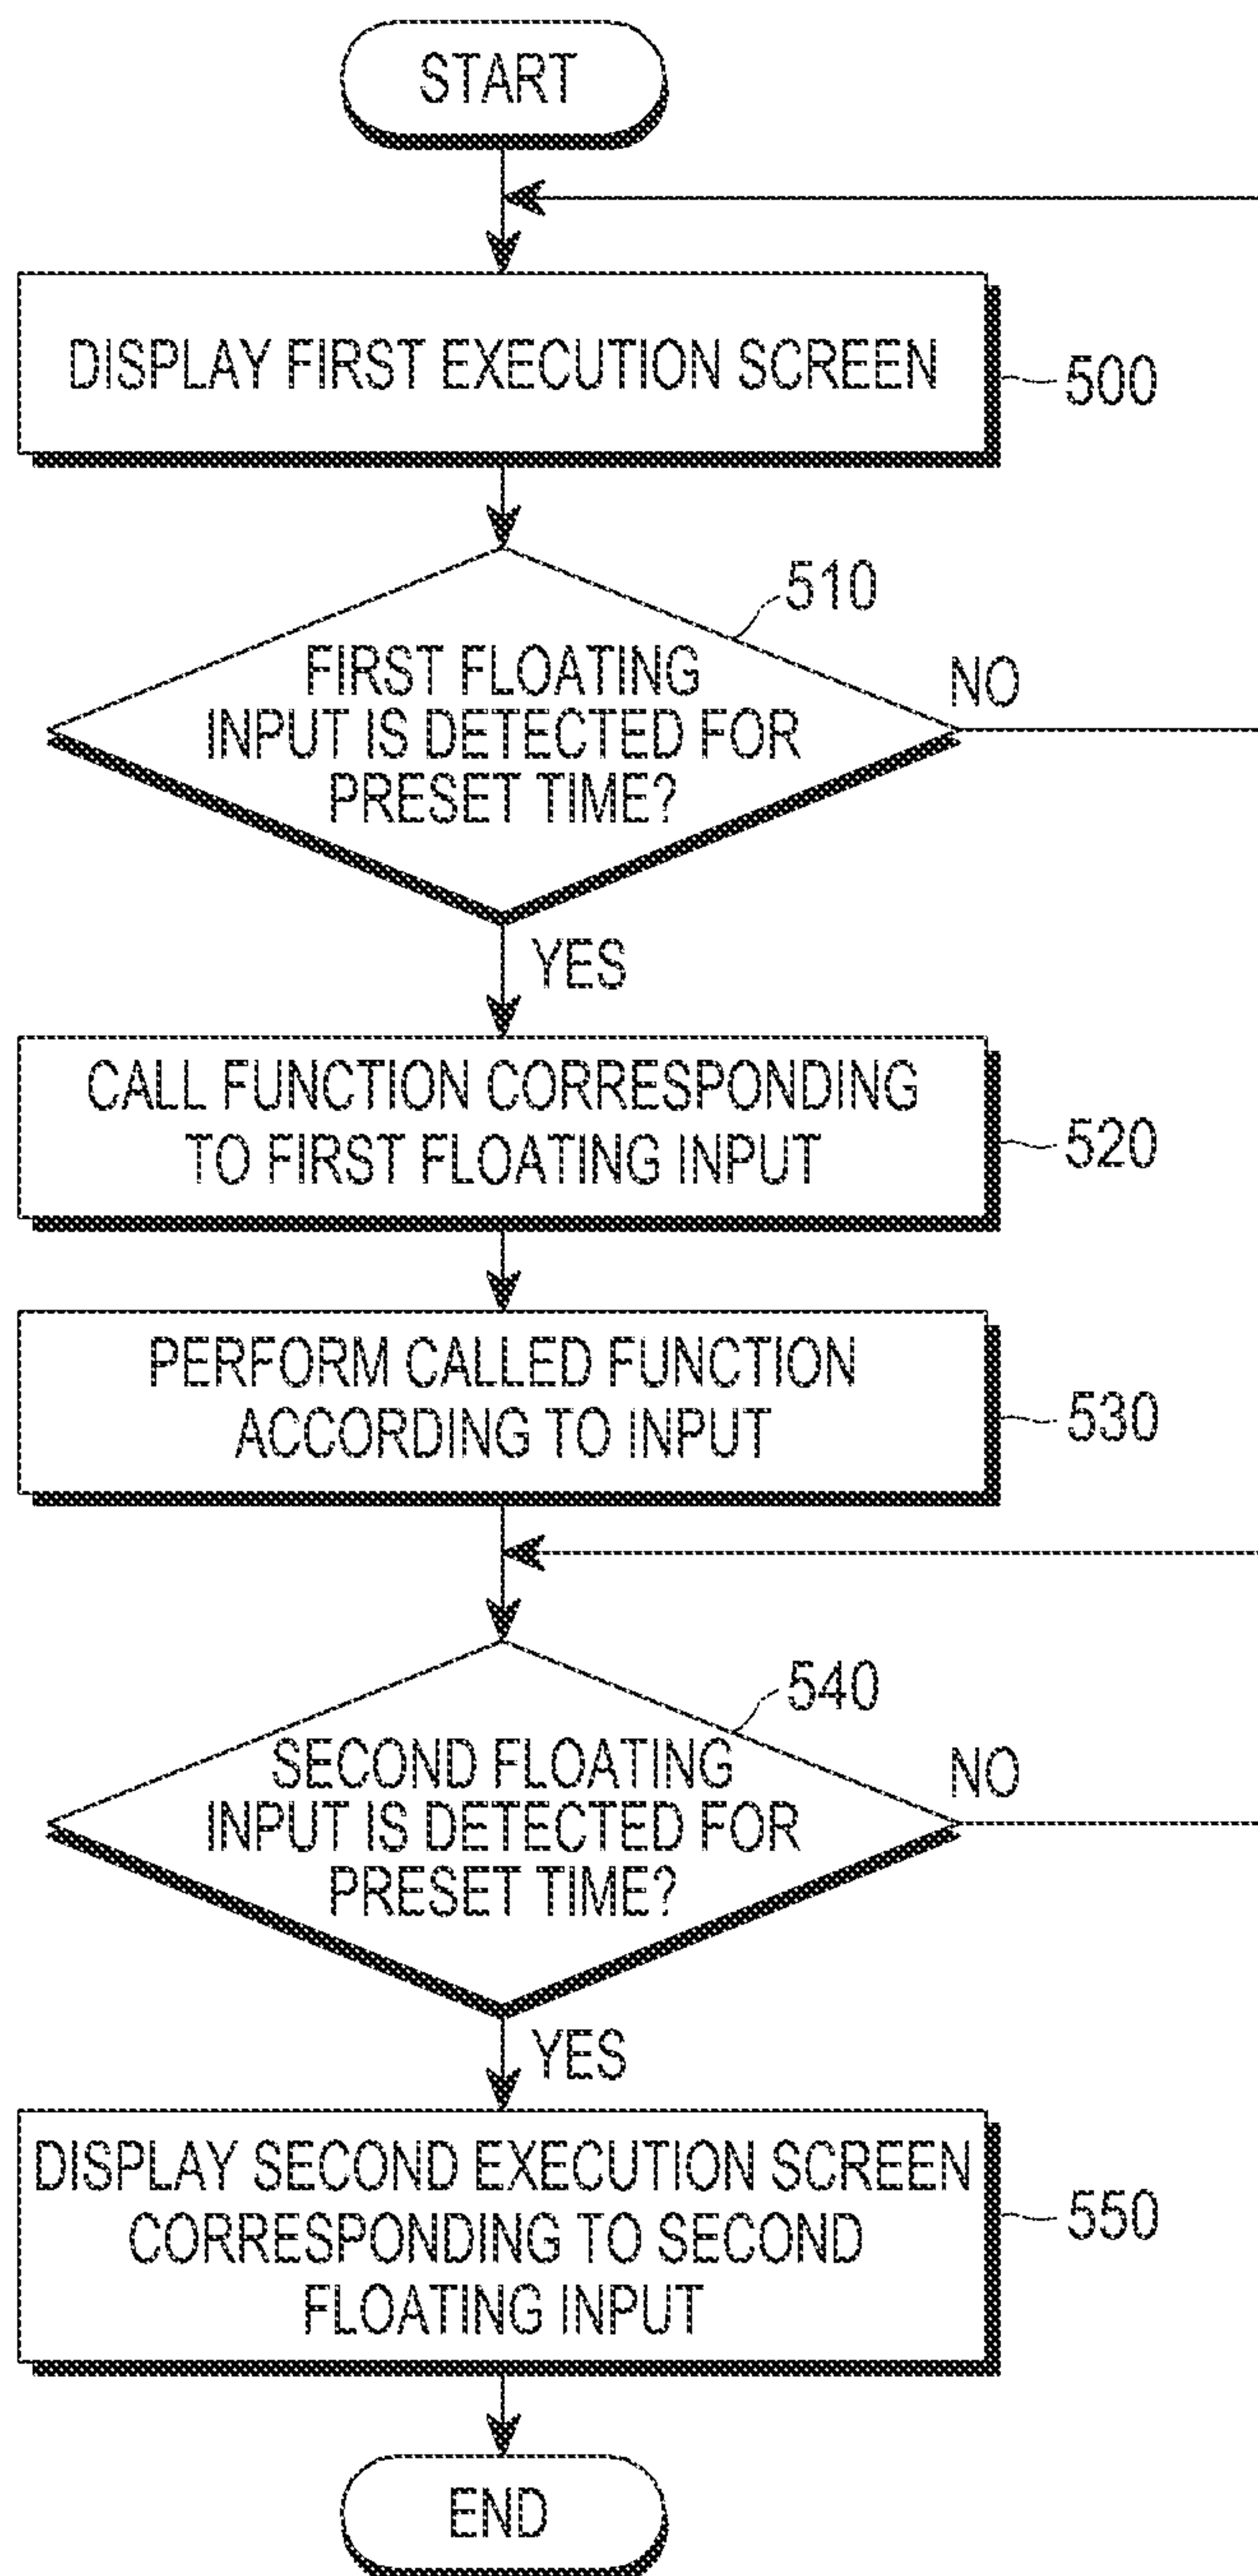 START
DISPLAY FIRST EXECUTION SCREEN
500
510
FIRST FLOATING
INPUT IS DETECTED FOR
PRESET TIME?
NO
YES
CALL FUNCTION CORRESPONDING
TO FIRST FLOATING INPUT
520
PERFORM CALLED FUNCTION
ACCORDING TO INPUT
530
540
SECOND FLOATING
INPUT IS DETECTED FOR
PRESET TIME?
NO
YES
DISPLAY SECOND EXECUTION SCREEN
CORRESPONDING TO SECOND
FLOATING INPUT
550
END